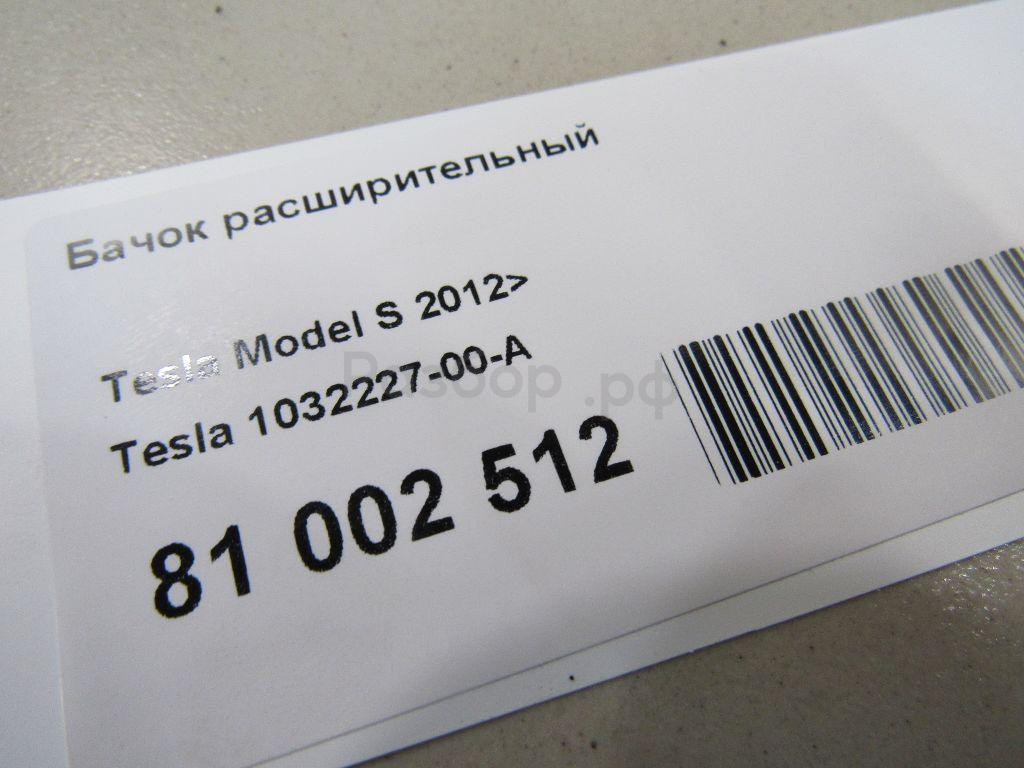 Бачок расширительный
Tesla Model S 2012>
Tesla 1032227-00-A
81 002 512